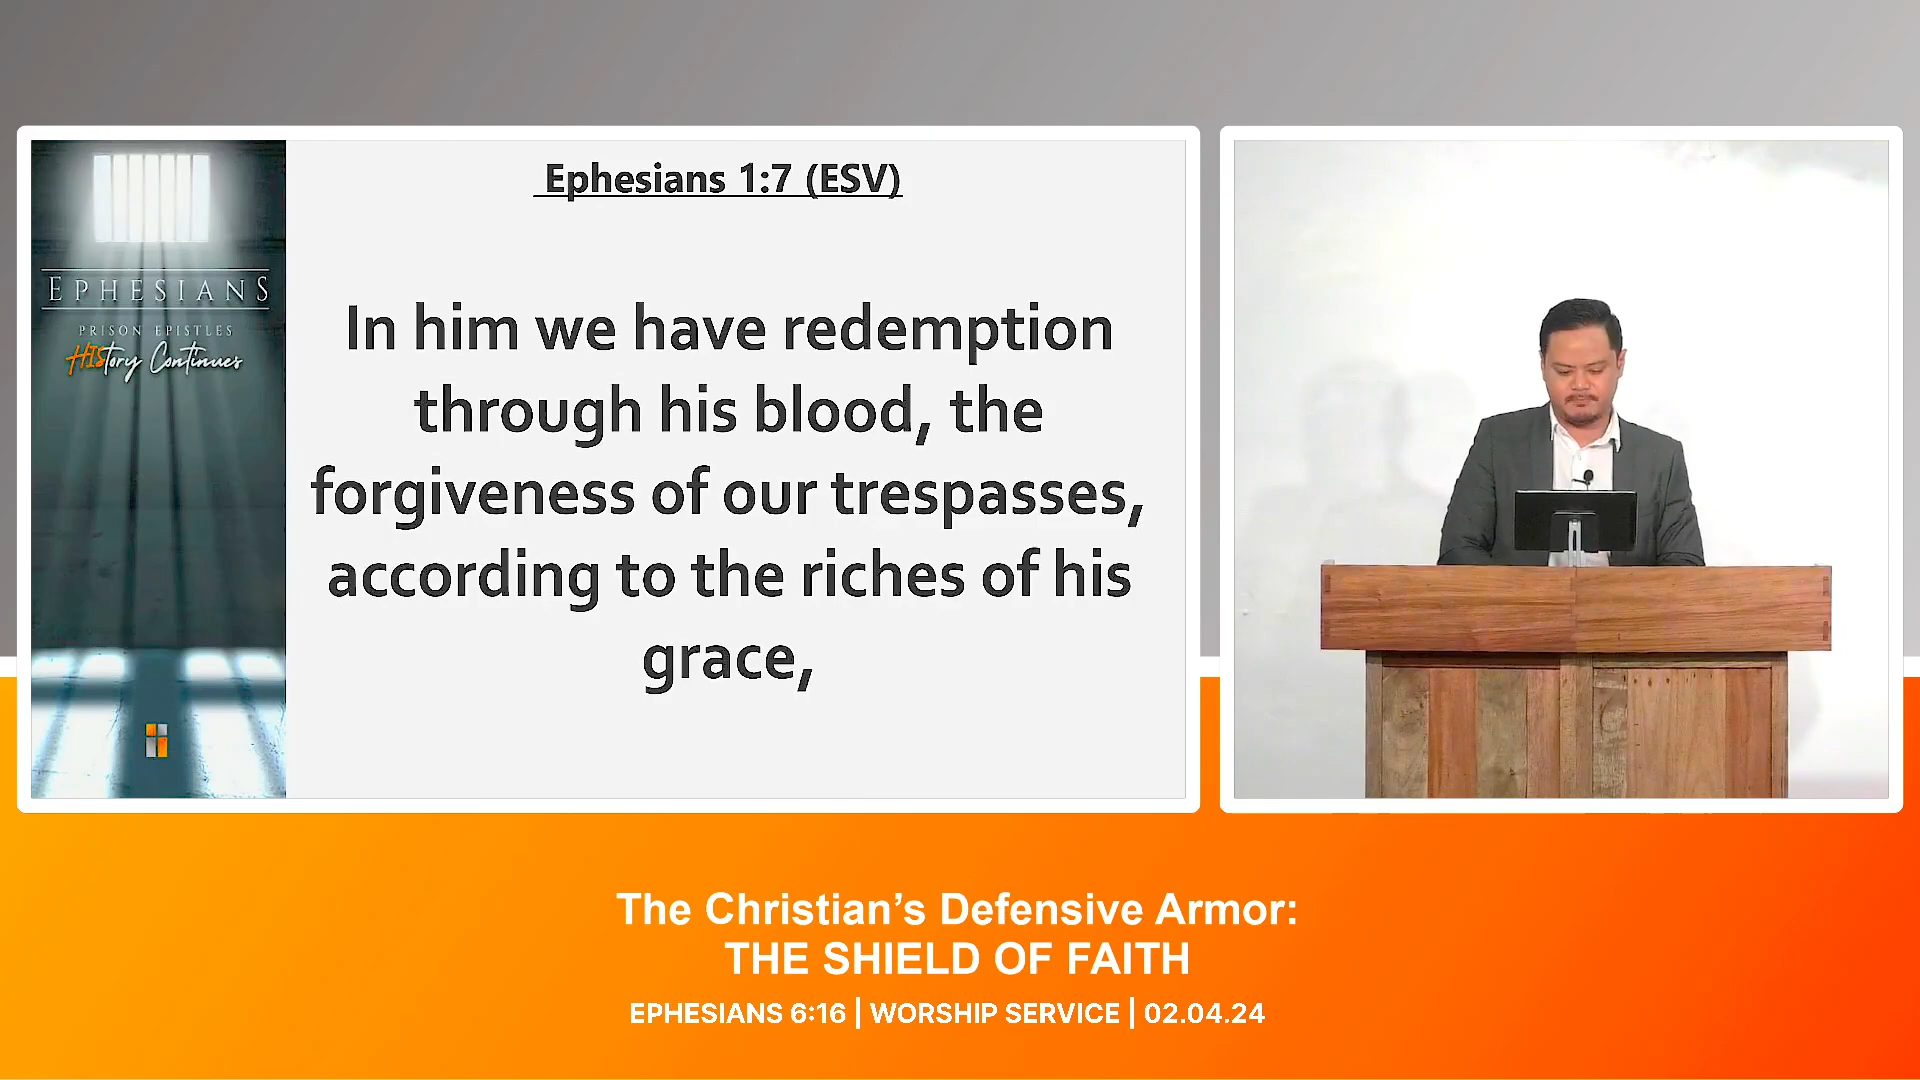 Ephesians 1:7 (ESV)
EPHESIANS
PRISON EPISTLES
HIStory Continues
In him we have redemption
through his blood, the
forgiveness of our trespasses,
according to the riches of his
grace,
The Christian’s Defensive Armor:
THE SHIELD OF FAITH
EPHESIANS 6:16 | WORSHIP SERVICE | 02.04.24